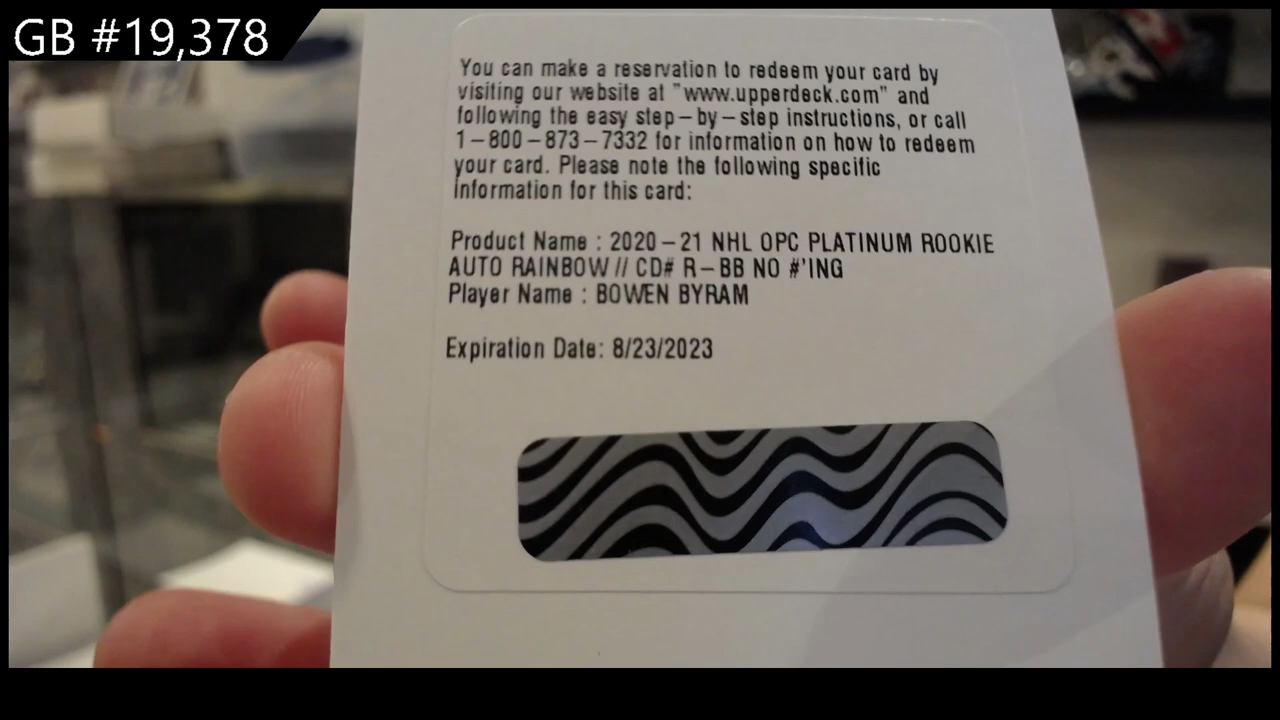 GB #19,378
You can make a reservation to redeem your card by
visiting our website at "www.upperdeck.com" and
following the easy step-by-step instructions, or call
1-800-873-7332 for information on how to redeem
your card. Please note the following specific
information for this card:
Product Name : 2020-21 NHL OPC PLATINUM ROOKIE
AUTO RAINBOW // CD# R-BB NO #'ING
Player Name : BOWEN BYRAM
Expiration Date: 8/23/2023